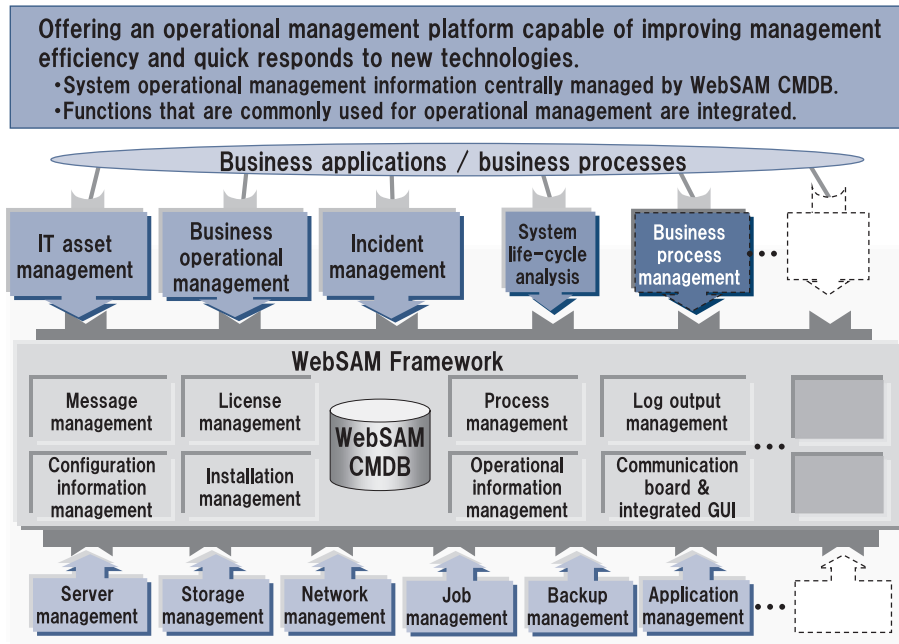 Offering an operational management platform capable of improving management
efficiency and quick responds to new technologies.
・System operational management information centrally managed by WebSAM CMDB.
・Functions that are commonly used for operational management are integrated.
Business applications / business processes
IT asset
management
Business
operational
management
Incident
management
System
life-cycle
analysis
Business
process
management
•••
WebSAM Framework
Message
management
License
management
WebSAM
CMDB
Process
management
Log output
management
Configuration
information
management
Installation
management
Operational
information
management
Communication
board &
integrated GUI
•••
Server
management
Storage
management
Network
management
Job
management
Backup
management
Application
management
•••